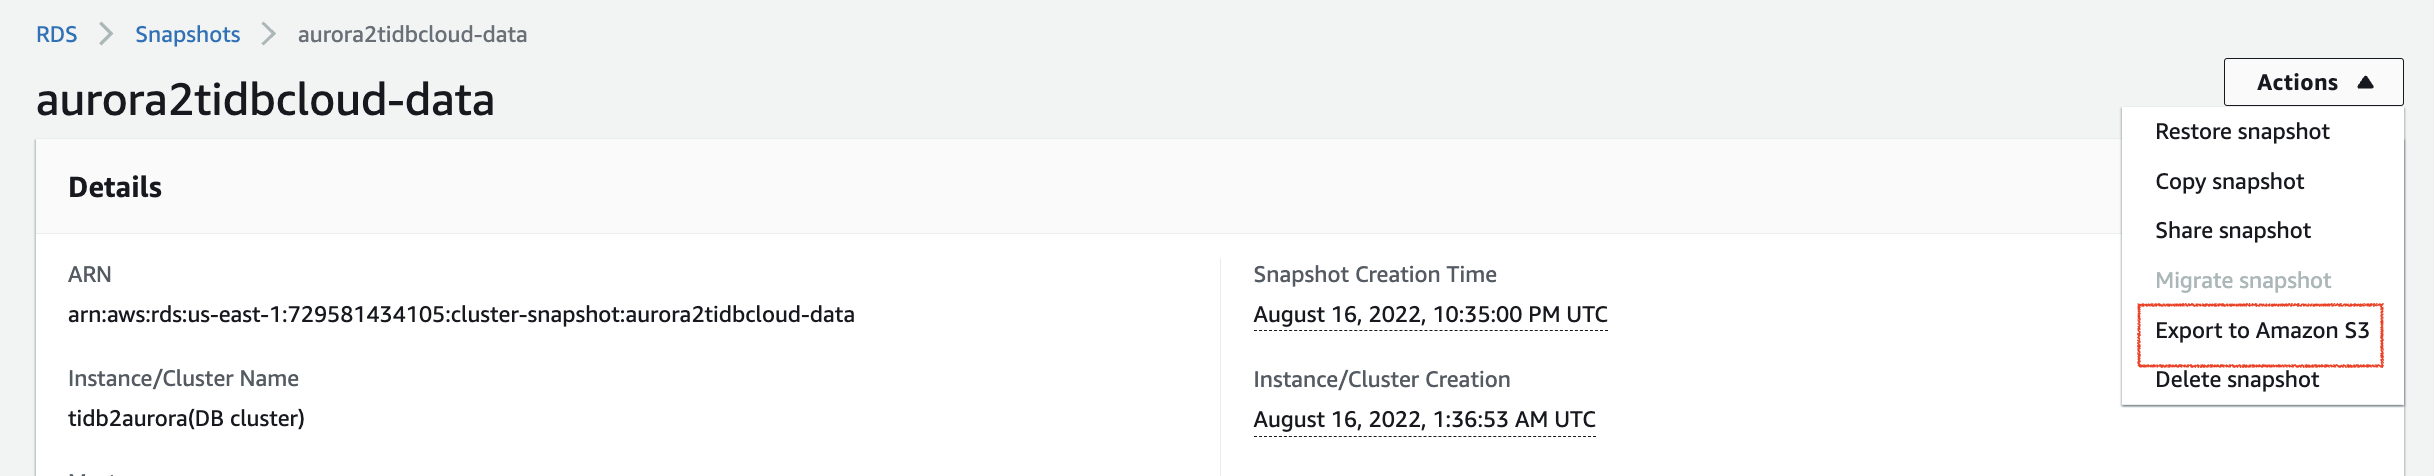 RDS > Snapshots > aurora2tidbcloud-data
aurora2tidbcloud-data
Actions
Restore snapshot
Copy snapshot
Share snapshot
Migrate snapshot
Export to Amazon S3
Delete snapshot
Details
ARN
arn:aws:rds:us-east-1:729581434105:cluster-snapshot:aurora2tidbcloud-data
Instance/Cluster Name
tidb2aurora(DB cluster)
Snapshot Creation Time
August 16, 2022, 10:35:00 PM UTC
Instance/Cluster Creation
August 16, 2022, 1:36:53 AM UTC